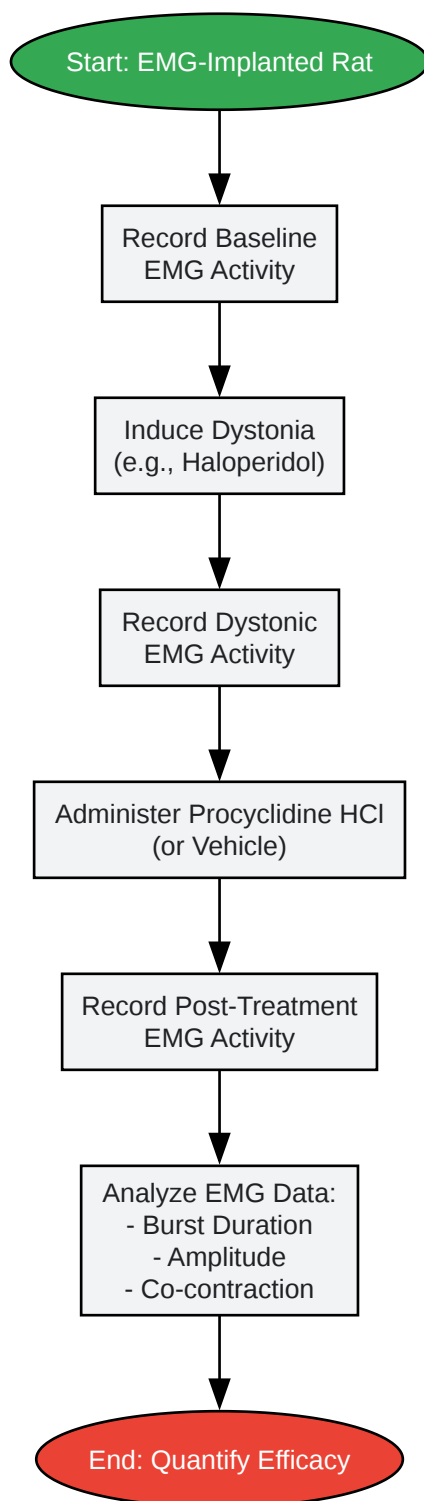 Start: EMG-Implanted Rat
Record Baseline
EMG Activity
Induce Dystonia
(e.g., Haloperidol)
Record Dystonic
EMG Activity
Administer Procyclidine HCl
(or Vehicle)
Record Post-Treatment
EMG Activity
Analyze EMG Data:
- Burst Duration
- Amplitude
- Co-contraction
End: Quantify Efficacy